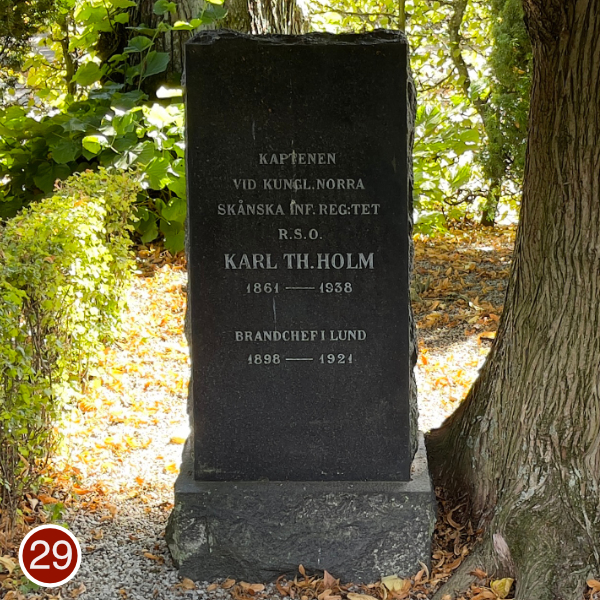 KAPTENEN
VID KUNGL. NORRA
SKÅNSKA INF. REG:TET
R.S.O.
KARL TH. HOLM
1861 — 1938
BRANDCHEF I LUND
1898 — 1921
29